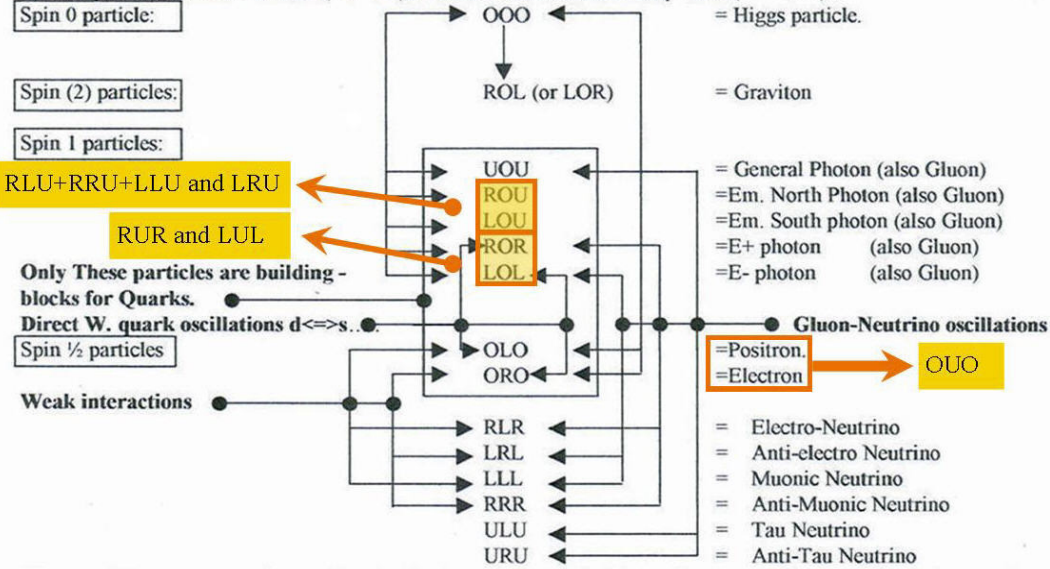 Spin 0 particle: OOO = Higgs particle.
Spin (2) particles: ROL (or LOR) = Graviton
Spin 1 particles:
UOU = General Photon (also Gluon)
RLU+RRU+LLU and LRU ROU =Em. North Photon (also Gluon)
LOU =Em. South photon (also Gluon)
RUR and LUL ROR =E+ photon (also Gluon)
Only These particles are building - LOL =E- photon (also Gluon)
blocks for Quarks.
Direct W. quark oscillations d<=>s..... Gluon-Neutrino oscillations
Spin ½ particles OLO =Positron.
ORO =Electron OUO
Weak interactions
RLR = Electro-Neutrino
LRL = Anti-electro Neutrino
LLL = Muonic Neutrino
RRR = Anti-Muonic Neutrino
ULU = Tau Neutrino
URU = Anti-Tau Neutrino